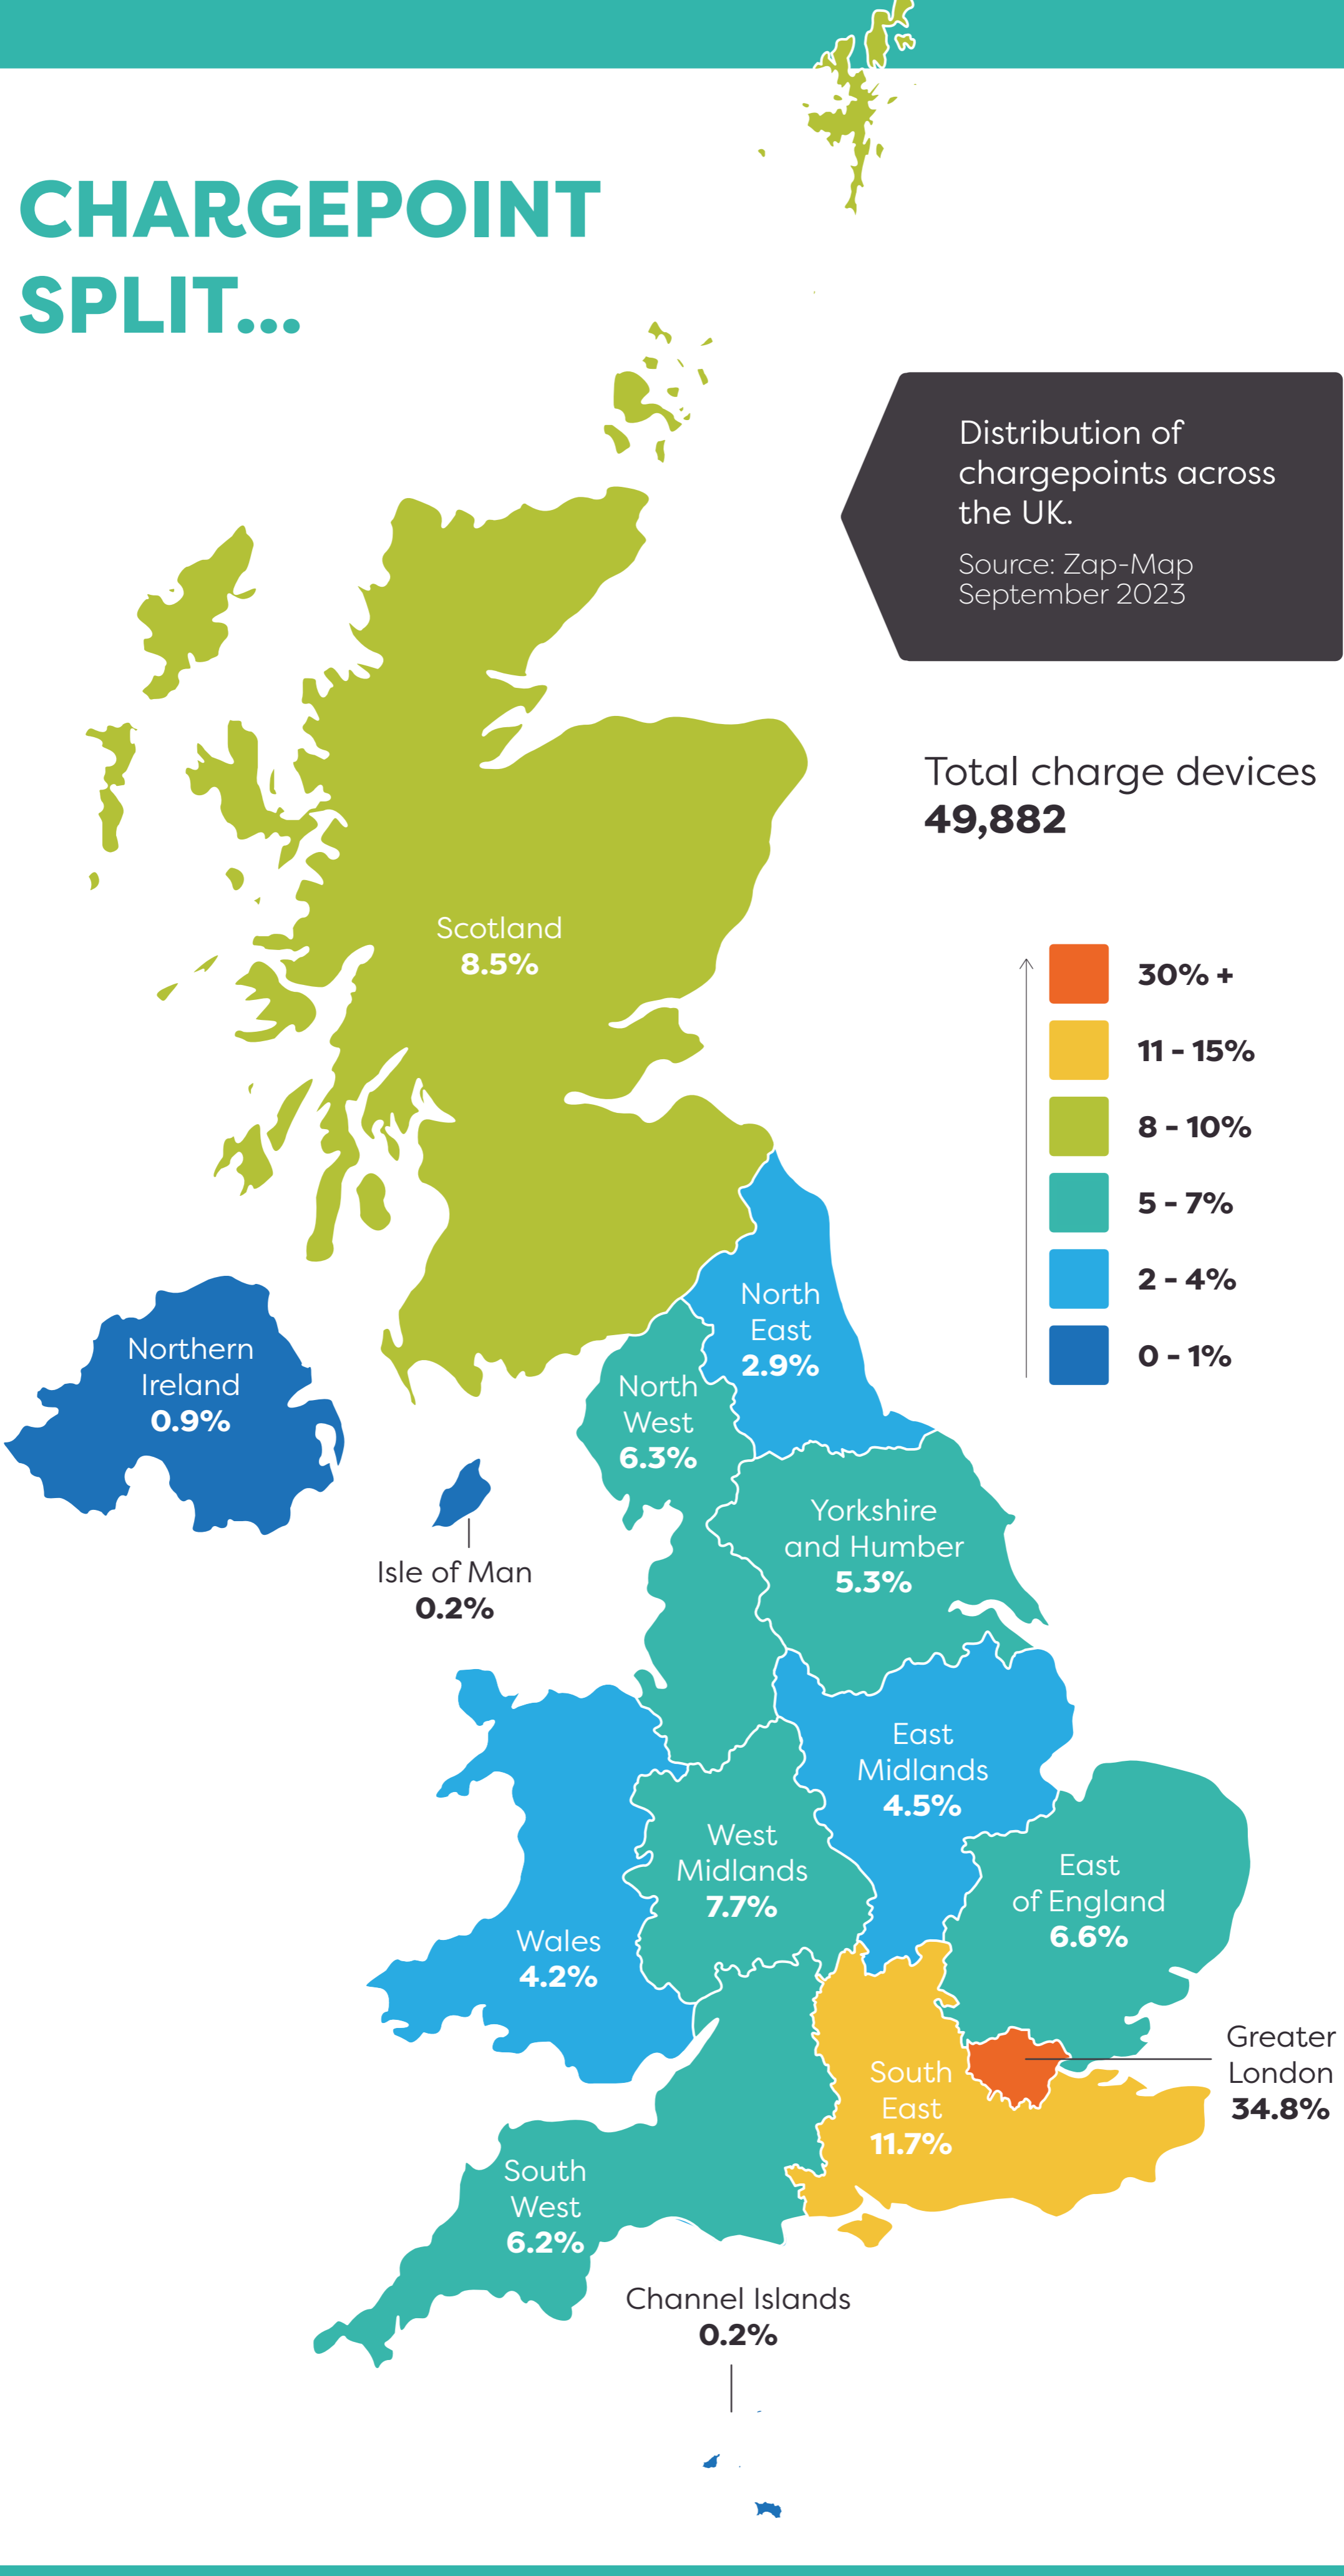 CHARGEPOINT
SPLIT...
Distribution of
chargepoints across
the UK.
Source: Zap-Map
September 2023
Total charge devices
49,882
Scotland
8.5%
30% +
11 - 15%
8 - 10%
5 - 7%
2 - 4%
0 - 1%
North
East
2.9%
Northern
Ireland
0.9%
North
West
6.3%
Yorkshire
and Humber
5.3%
Isle of Man
0.2%
East
Midlands
4.5%
West
Midlands
7.7%
East
of England
6.6%
Wales
4.2%
Greater
London
34.8%
South
East
11.7%
South
West
6.2%
Channel Islands
0.2%